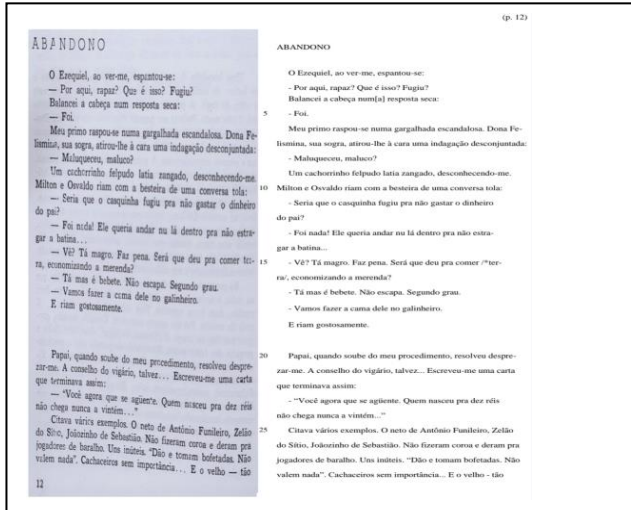 ABANDONO
O Ezequiel, ao ver-me, espantou-se:
— Por aqui, rapaz? Que é isso? Fugiu?
Balancei a cabeça num resposta seca:
— Foi.
Meu primo raspou-se numa gargalhada escandalosa. Dona Fe-
lismina, sua sogra, atirou-lhe à cara uma indagação desconjuntada:
— Maluqueceu, maluco?
Um cachorrinho felpudo latia zangado, desconhecendo-me.
Milton e Osvaldo riam com a besteira de uma conversa tola:
— Seria que o casquinha fugiu pra não gastar o dinheiro
do pai?
— Foi nada! Ele queria andar nu lá dentro pra não estra-
gar a batina...
— Vê? Tá magro. Faz pena. Será que deu pra comer ter-
ra, economizando a merenda?
— Tá mas é bebete. Não escapa. Segundo grau.
— Vamos fazer a cama dele no galinheiro.
E riam gostosamente.
Papai, quando soube do meu procedimento, resolveu despre-
zar-me. A conselho do vigário, talvez... Escreveu-me uma carta
que terminava assim:
— "Você agora que se agüente. Quem nasceu pra dez réis
não chega nunca a vintém..."
Citava vários exemplos. O neto de Antônio Funileiro, Zelão
do Sítio, Joãozinho de Sebastião. Não fizeram coroa e deram pra
jogadores de baralho. Uns inúteis. "Dão e tomam bofetadas. Não
valem nada". Cachaceiros sem importância... E o velho — tão
12
(p. 12)
ABANDONO
O Ezequiel, ao ver-me, espantou-se:
- Por aqui, rapaz? Que é isso? Fugiu?
Balancei a cabeça num[a] resposta seca:
5 - Foi.
Meu primo raspou-se numa gargalhada escandalosa. Dona Fe-
lismina, sua sogra, atirou-lhe à cara uma indagação desconjuntada:
- Maluqueceu, maluco?
Um cachorrinho felpudo latia zangado, desconhecendo-me.
10 Milton e Osvaldo riam com a besteira de uma conversa tola:
- Seria que o casquinha fugiu pra não gastar o dinheiro
do pai?
- Foi nada! Ele queria andar nu lá dentro pra não estra-
gar a batina...
15 - Vê? Tá magro. Faz pena. Será que deu pra comer /*ter-
ra/, economizando a merenda?
- Tá mas é bebete. Não escapa. Segundo grau.
- Vamos fazer a cama dele no galinheiro.
E riam gostosamente.
20 Papai, quando soube do meu procedimento, resolveu despre-
zar-me. A conselho do vigário, talvez... Escreveu-me uma carta
que terminava assim:
- "Você agora que se agüente. Quem nasceu pra dez réis
não chega nunca a vintém..."
25 Citava vários exemplos. O neto de Antônio Funileiro, Zelão
do Sítio, Joãozinho de Sebastião. Não fizeram coroa e deram pra
jogadores de baralho. Uns inúteis. "Dão e tomam bofetadas. Não
valem nada". Cachaceiros sem importância... E o velho - tão